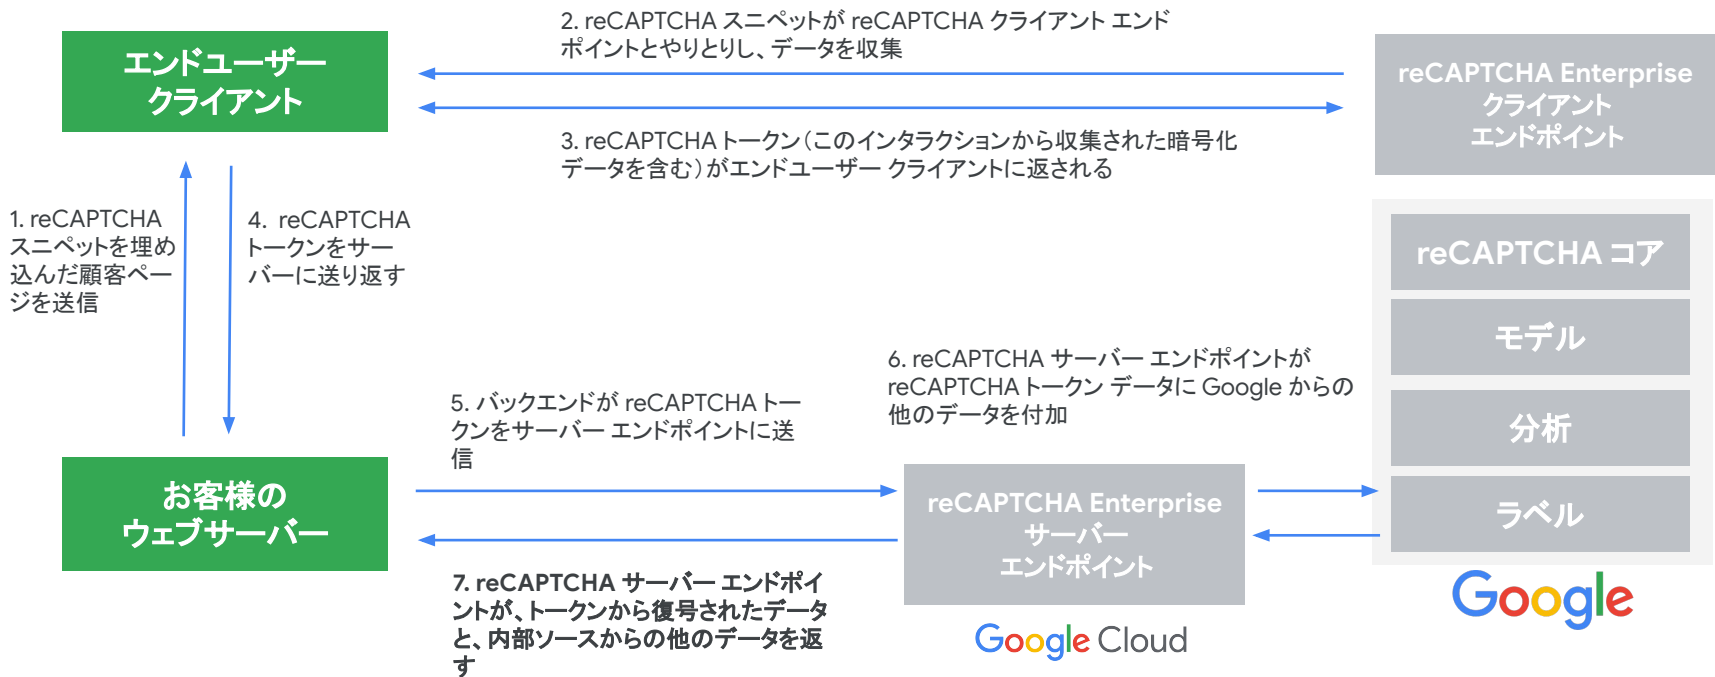 2. reCAPTCHA スニペットが reCAPTCHA クライアント エンド
ポイントとやりとりし、データを収集
エンドユーザー
クライアント
reCAPTCHA Enterprise
クライアント
エンドポイント
3. reCAPTCHA トークン（このインタラクションから収集された暗号化
データを含む）がエンドユーザー クライアントに返される
1. reCAPTCHA
スニペットを埋め
込んだ顧客ペー
ジを送信
4. reCAPTCHA
トークンをサー
バーに送り返す
reCAPTCHA コア
モデル
分析
ラベル
Google
6. reCAPTCHA サーバー エンドポイントが
reCAPTCHA トークン データに Google からの
他のデータを付加
5. バックエンドが reCAPTCHA トー
クンをサーバー エンドポイントに送
信
お客様の
ウェブサーバー
reCAPTCHA Enterprise
サーバー
エンドポイント
Google Cloud
7. reCAPTCHA サーバー エンドポイ
ントが、トークンから復号されたデータ
と、内部ソースからの他のデータを返
す